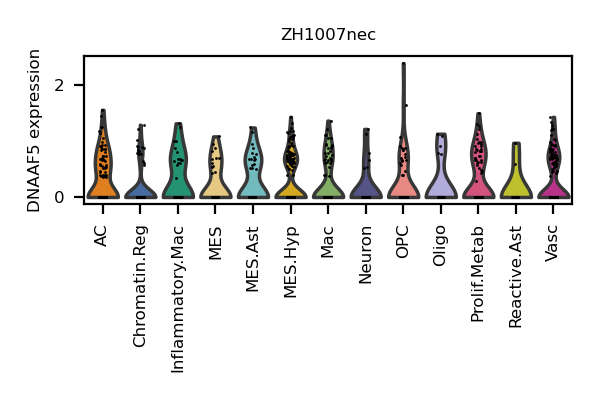 ZH1007nec
DNAAF5 expression
2
0
AC
Chromatin.Reg
Inflammatory.Mac
MES
MES.Ast
MES.Hyp
Mac
Neuron
OPC
Oligo
Prolif.Metab
Reactive.Ast
Vasc